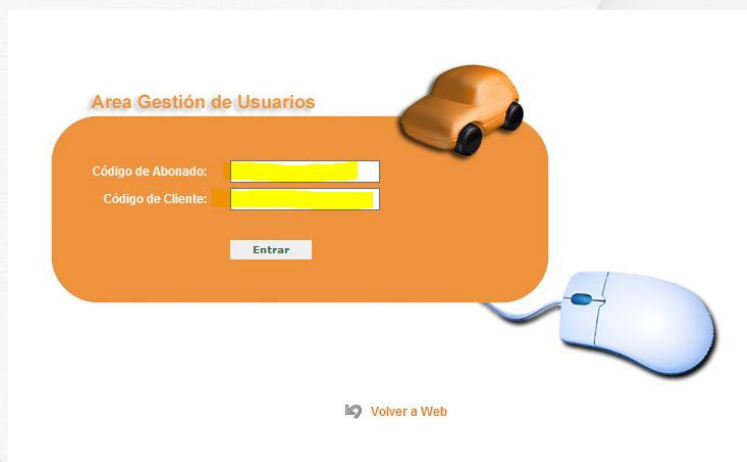 Area Gestión de Usuarios
Código de Abonado:
Código de Cliente:
Entrar
Volver a Web